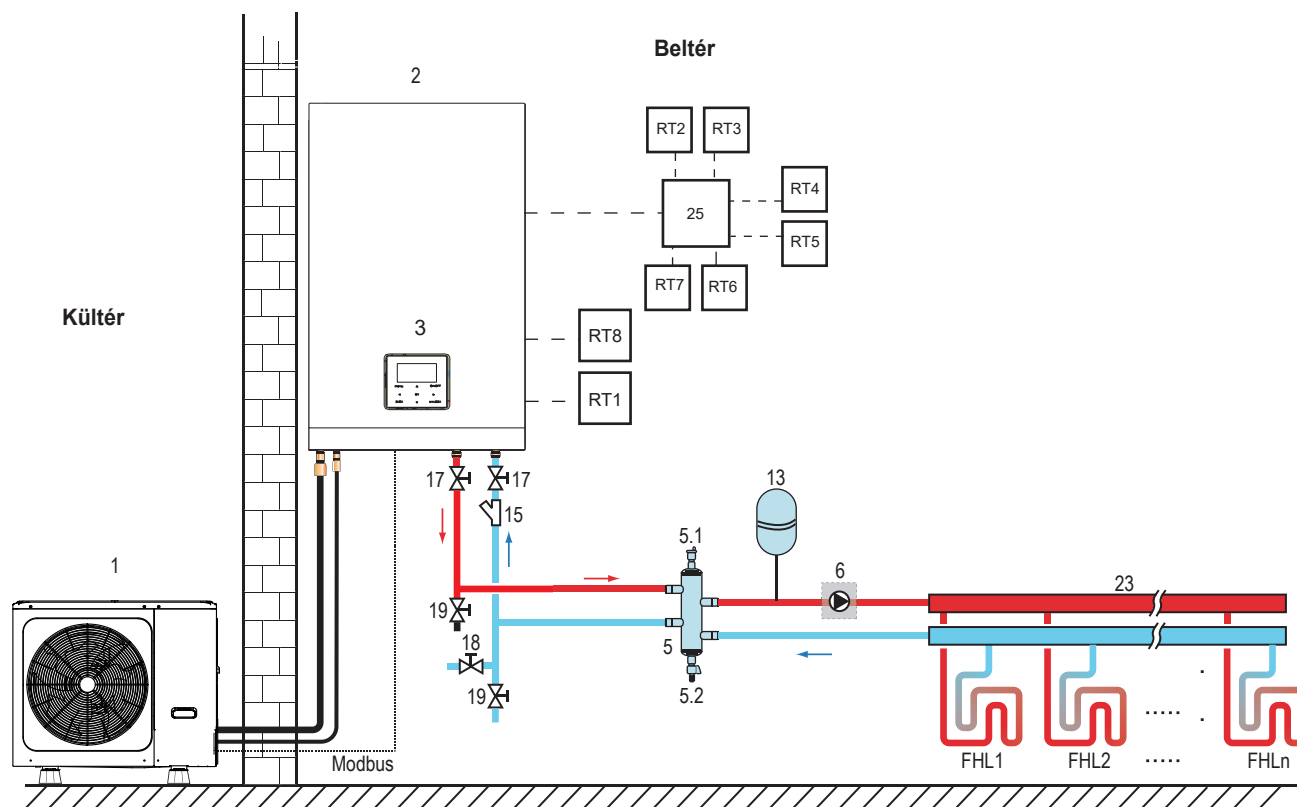 Beltér
2
RT2
RT3
25
RT4
RT5
RT7
RT6
Kültér
3
RT8
RT1
17
17
15
13
5.1
6
23
1
19
18
5
19
5.2
Modbus
FHL1
FHL2
.....
.....
FHLn